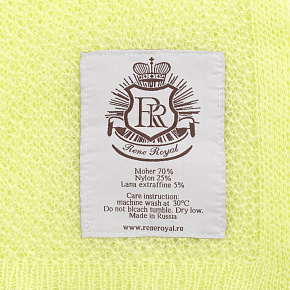 RR
Rene Royal
Moher 70%
Nylon 25%
Lana extraffine 5%
Care instruction:
machine wash at 30°C
Do not bleach tumble. Dry low.
Made in Russia
www.reneroyal.ru